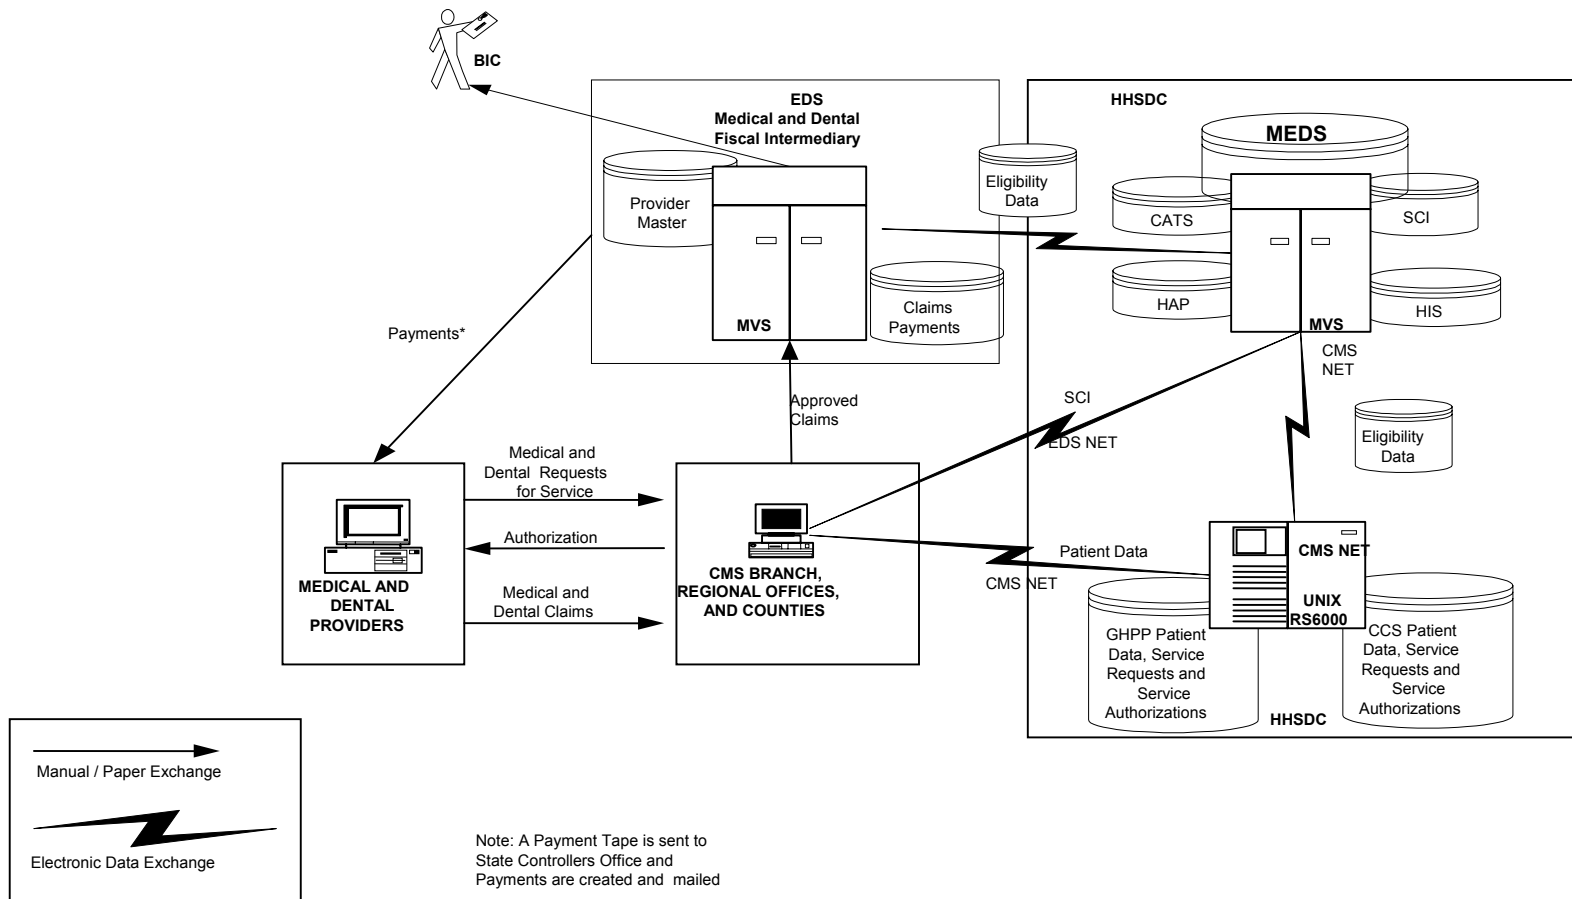 BIC
EDS
Medical and Dental
Fiscal Intermediary
Provider
Master
MVS
Claims
Payments
Eligibility
Data
HHSDC
MEDS
CATS
SCI
HAP
HIS
MVS
CMS
NET
Payments*
Approved
Claims
SCI
EDS NET
Eligibility
Data
Medical and
Dental Requests
for Service
Authorization
Medical and
Dental Claims
MEDICAL AND
DENTAL
PROVIDERS
CMS BRANCH,
REGIONAL OFFICES,
AND COUNTIES
Patient Data
CMS NET
CMS NET
UNIX
RS6000
GHPP Patient
Data, Service
Requests and
Service
Authorizations
CCS Patient
Data, Service
Requests and
Service
Authorizations
HHSDC
Manual / Paper Exchange
Electronic Data Exchange
Note: A Payment Tape is sent to
State Controllers Office and
Payments are created and mailed